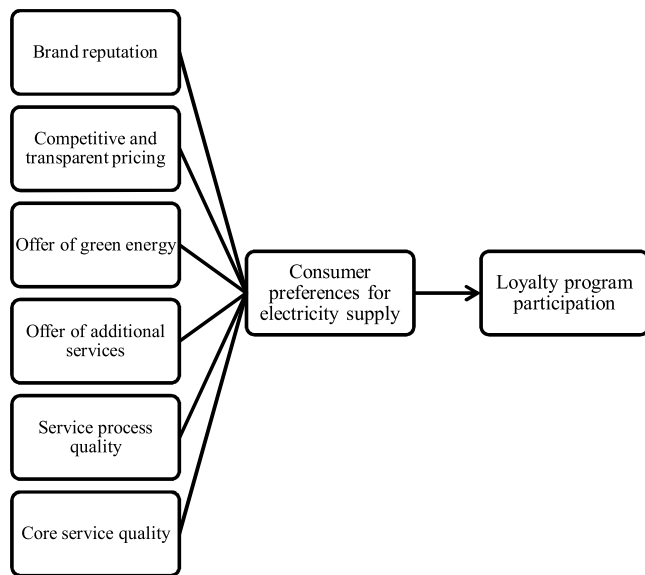 Brand reputation
Competitive and
transparent pricing
Offer of green energy
Offer of additional
services
Service process
quality
Core service quality
Consumer
preferences for
electricity supply
Loyalty program
participation